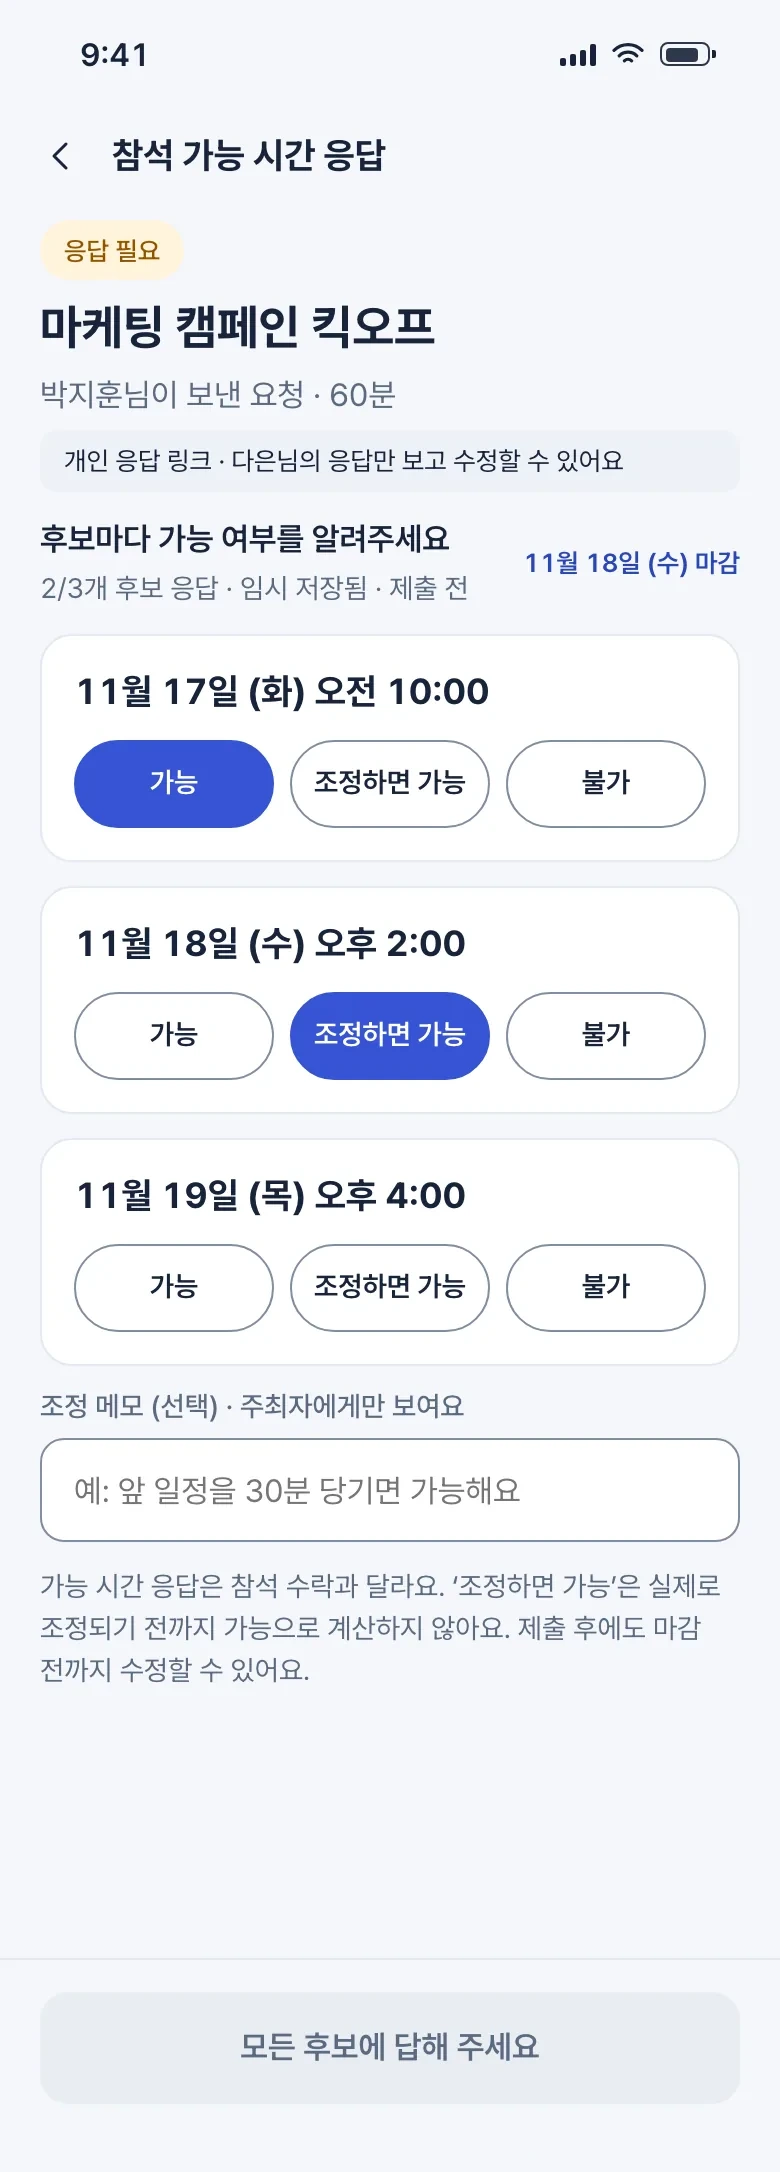 9:41
참석 가능 시간 응답
응답 필요
마케팅 캠페인 킥오프
박지훈님이 보낸 요청 · 60분
개인 응답 링크 · 다은님의 응답만 보고 수정할 수 있어요
후보마다 가능 여부를 알려주세요
2/3개 후보 응답 · 임시 저장됨 · 제출 전
11월 18일 (수) 마감
11월 17일 (화) 오전 10:00
가능 조정하면 가능 불가
11월 18일 (수) 오후 2:00
가능 조정하면 가능 불가
11월 19일 (목) 오후 4:00
가능 조정하면 가능 불가
조정 메모 (선택) · 주최자에게만 보여요
예: 앞 일정을 30분 당기면 가능해요
가능 시간 응답은 참석 수락과 달라요. ‘조정하면 가능’은 실제로
조정되기 전까지 가능으로 계산하지 않아요. 제출 후에도 마감
전까지 수정할 수 있어요.
모든 후보에 답해 주세요